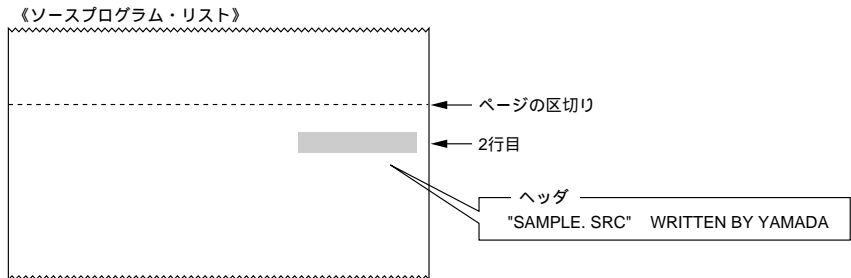 《ソースプログラム・リスト》
ページの区切り
2行目
ヘッダ
"SAMPLE. SRC" WRITTEN BY YAMADA